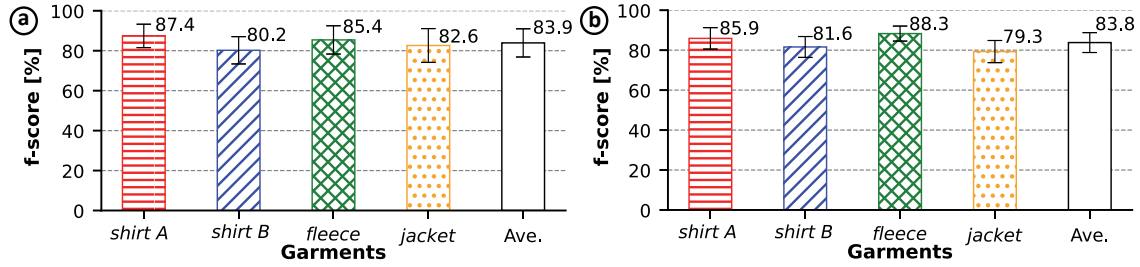 a
f-score [%]
100
80
60
40
20
0
87.4
80.2
85.4
82.6
83.9
shirt A
shirt B
fleece
jacket
Ave.
Garments
b
f-score [%]
100
80
60
40
20
0
85.9
81.6
88.3
79.3
83.8
shirt A
shirt B
fleece
jacket
Ave.
Garments